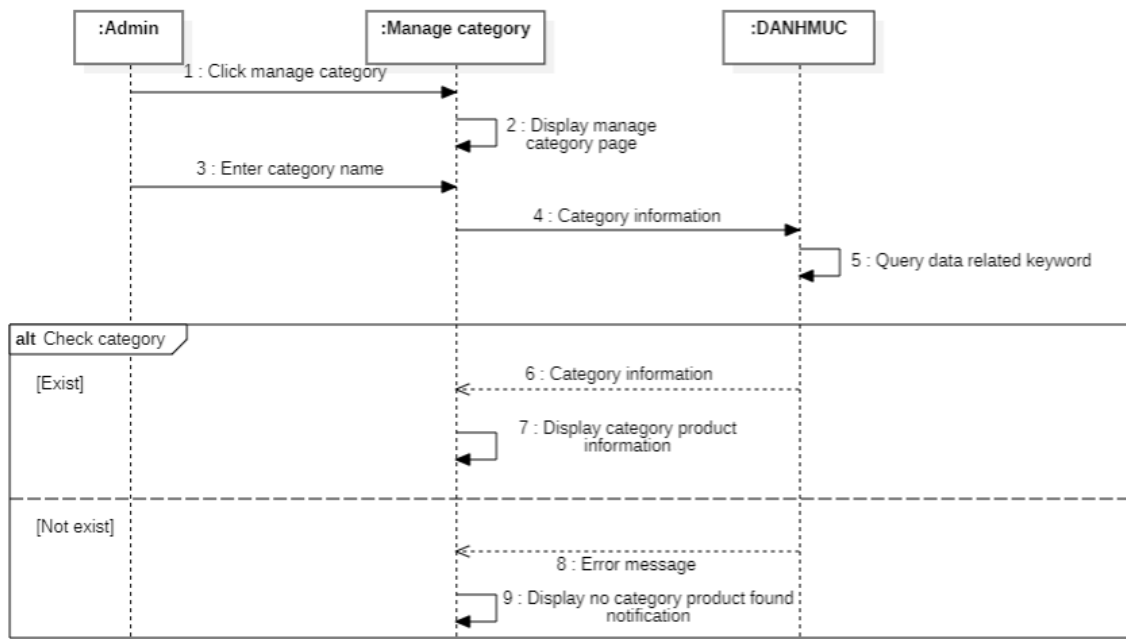 :Admin
:Manage category
:DANHMUC
1 : Click manage category
2 : Display manage
category page
3 : Enter category name
4 : Category information
5 : Query data related keyword
alt Check category
[Exist]
6 : Category information
7 : Display category product
information
[Not exist]
8 : Error message
9 : Display no category product found
notification